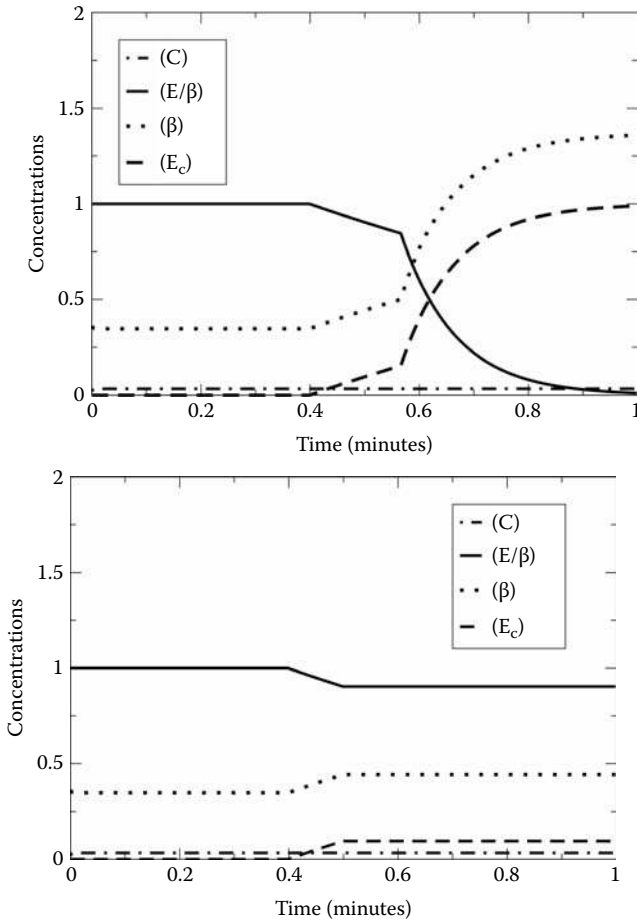 2
(C)
(E/β)
1.5
(β)
(E_c)
Concentrations
1
0.5
0
0 0.2 0.4 0.6 0.8 1
Time (minutes)
2
(C)
(E/β)
1.5
(β)
(E_c)
Concentrations
1
0.5
0
0 0.2 0.4 0.6 0.8 1
Time (minutes)